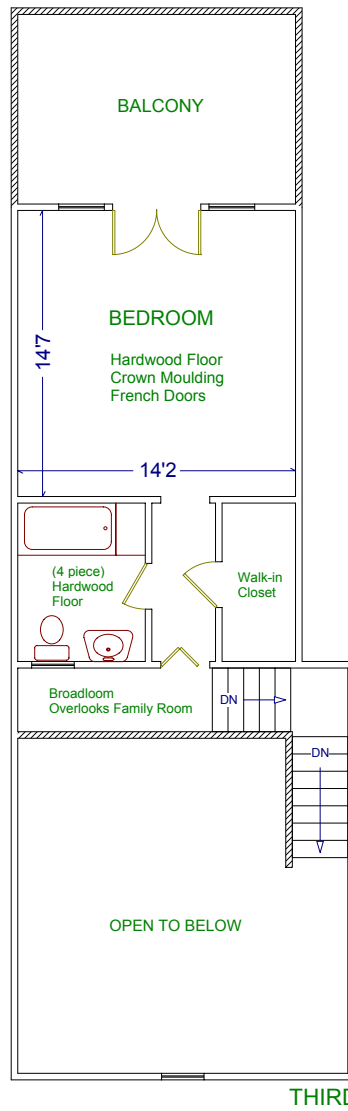 BALCONY
BEDROOM
14'7
Hardwood Floor
Crown Moulding
French Doors
14'2
(4 piece)
Hardwood
Floor
Walk-in
Closet
Broadloom
Overlooks Family Room
DN
DN
OPEN TO BELOW
THIRD